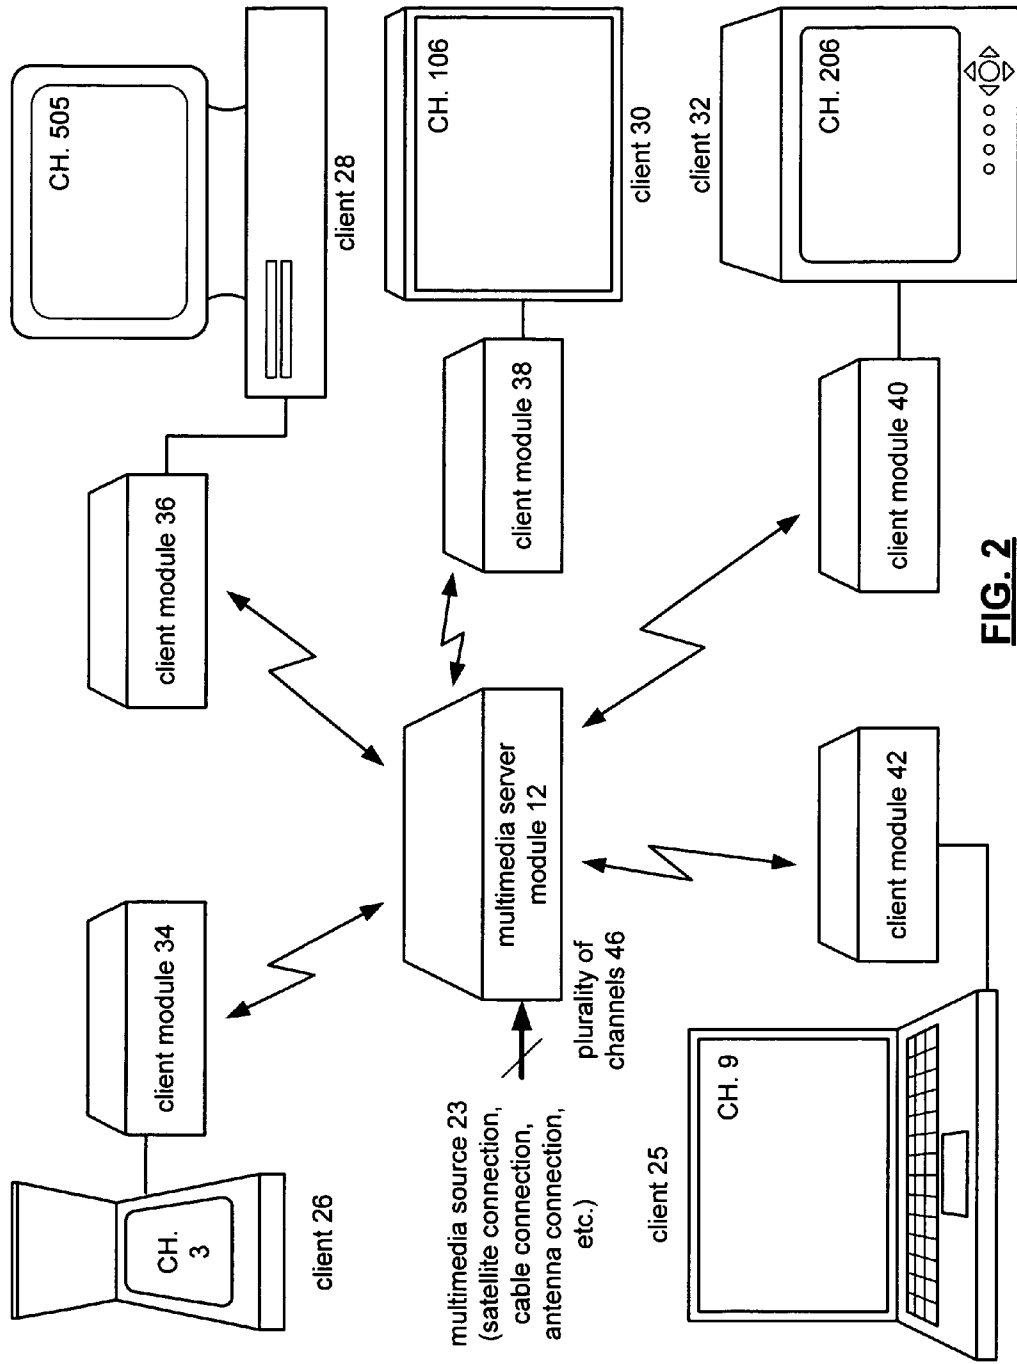 CH.
3
client 26
client module 34
client module 36
CH. 505
client 28
multimedia source 23
(satellite connection,
cable connection,
antenna connection,
etc.)
plurality of
channels 46
multimedia server
module 12
client module 38
CH. 106
client 30
client 25
CH. 9
client module 42
client module 40
client 32
CH. 206
FIG. 2